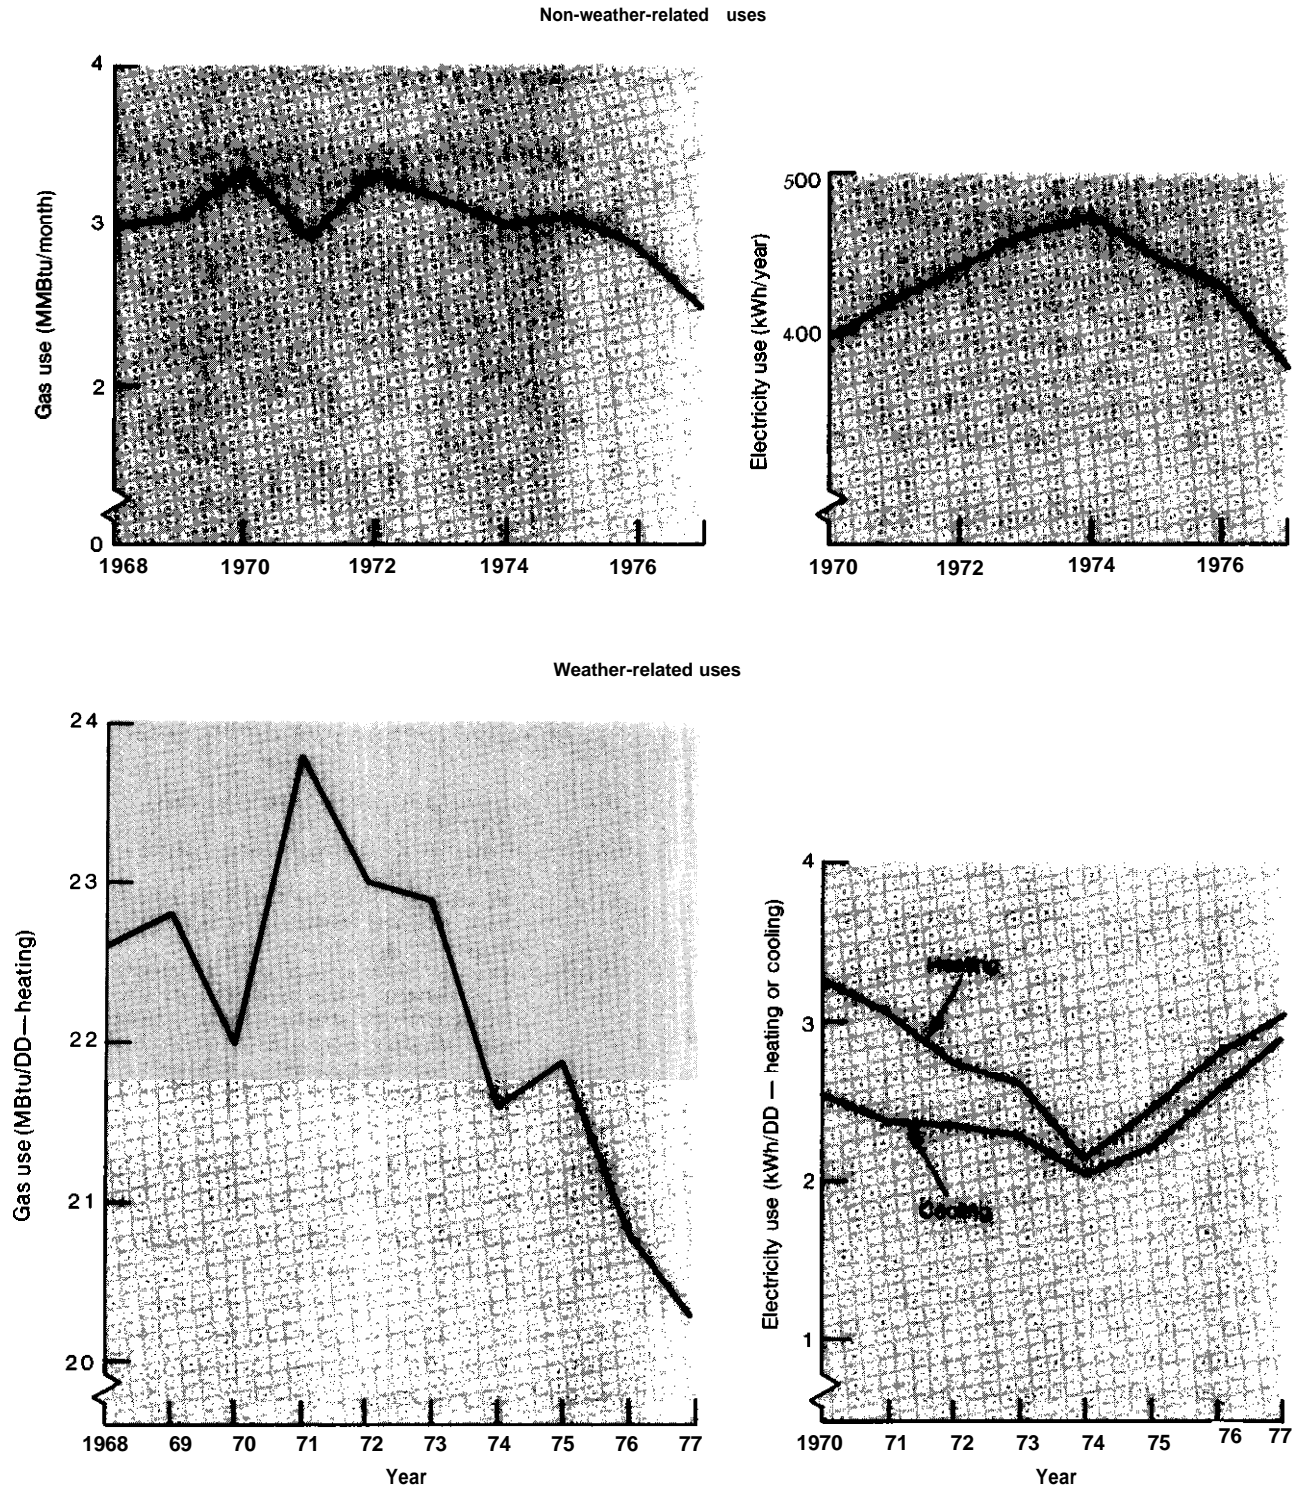 Non-weather-related uses
4
3
2
0
Gas use (MMBtu/month)
1968 1970 1972 1974 1976
500
400
Electricity use (kWh/year)
1970 1972 1974 1976
Weather-related uses
24
23
22
21
20
Gas use (MBtu/DD—heating)
1968 69 70 71 72 73 74 75 76 77
Year
4
3
2
1
Electricity use (kWh/DD — heating or cooling)
Heating
Cooling
1970 71 72 73 74 75 76 77
Year